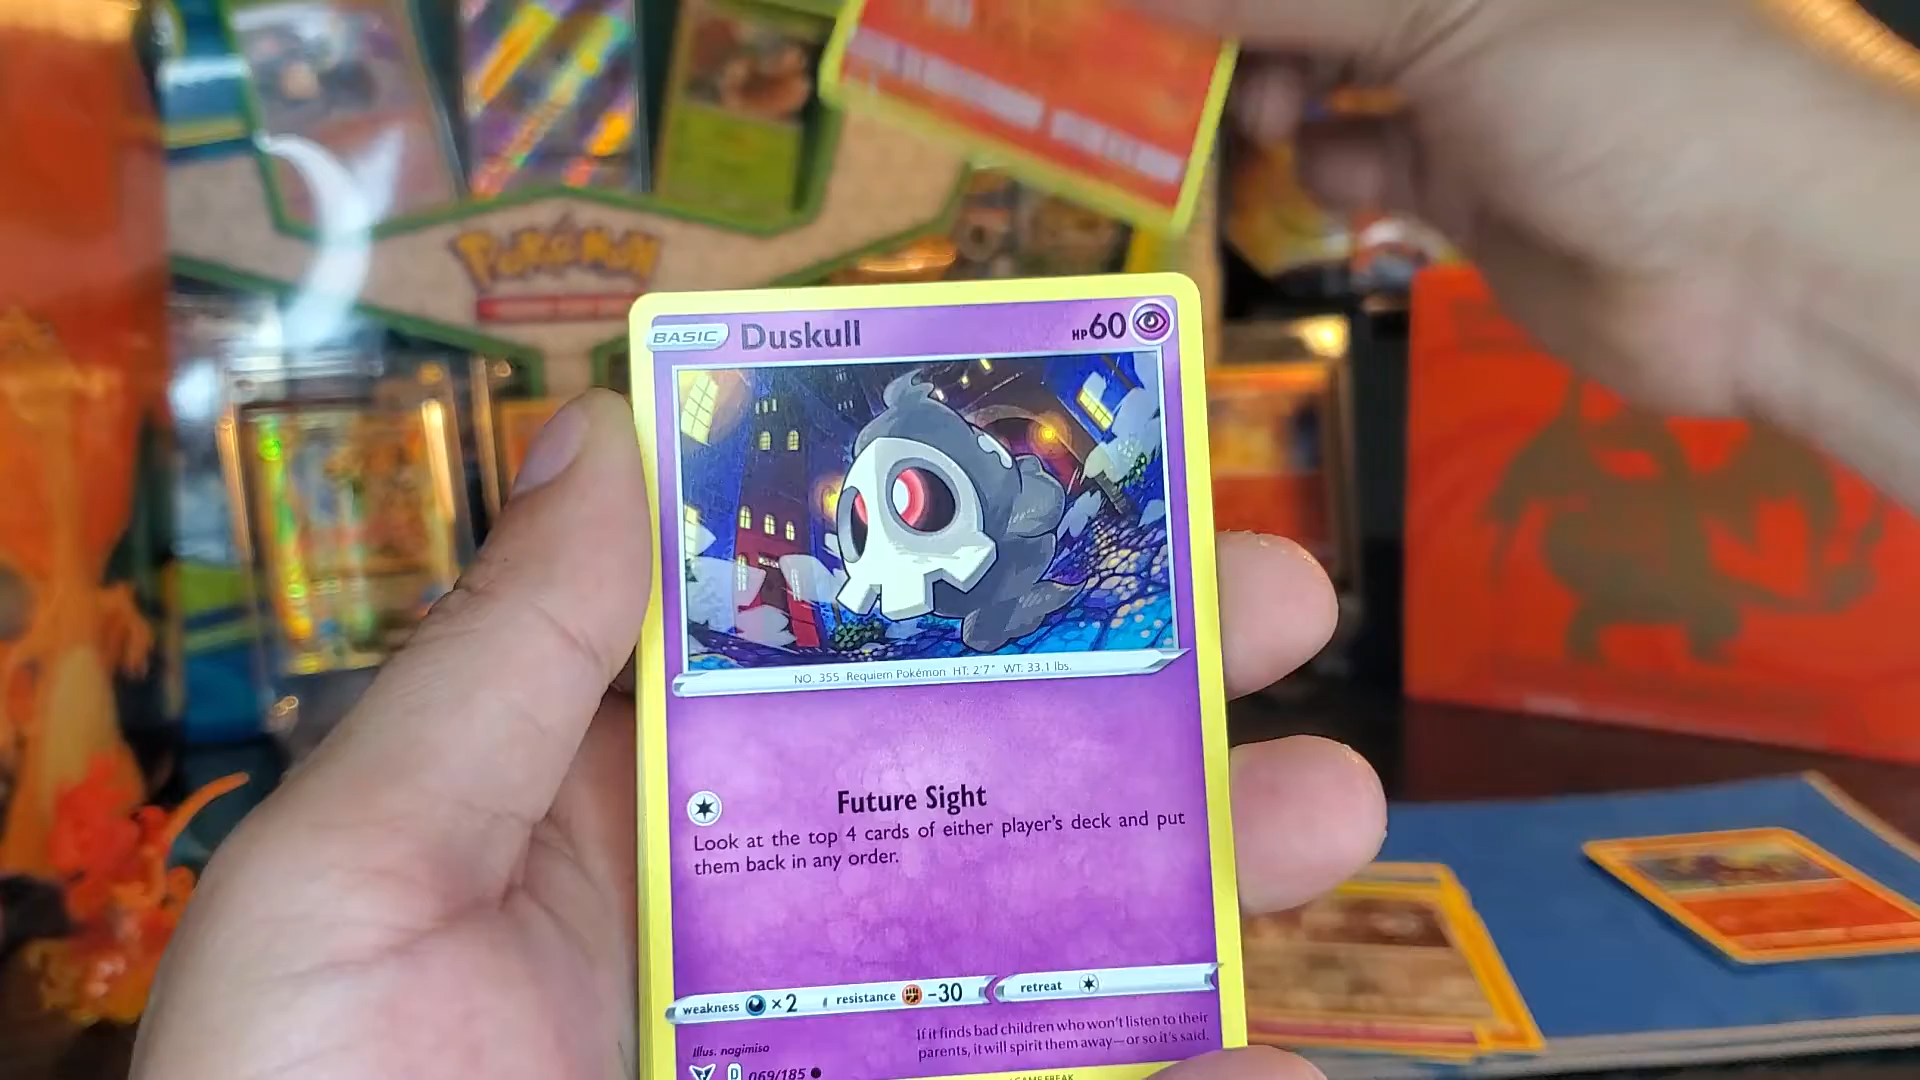 Pokémon
BASIC Duskull HP60
NO. 355 Requiem Pokémon HT: 2'7" WT: 33.1 lbs.
Future Sight
Look at the top 4 cards of either player's deck and put
them back in any order.
weakness ×2 resistance -30 retreat
If it finds bad children who won't listen to their
parents, it will spirit them away—or so it's said.
Illus. nagimiso
D 069/185
GAME FREAK